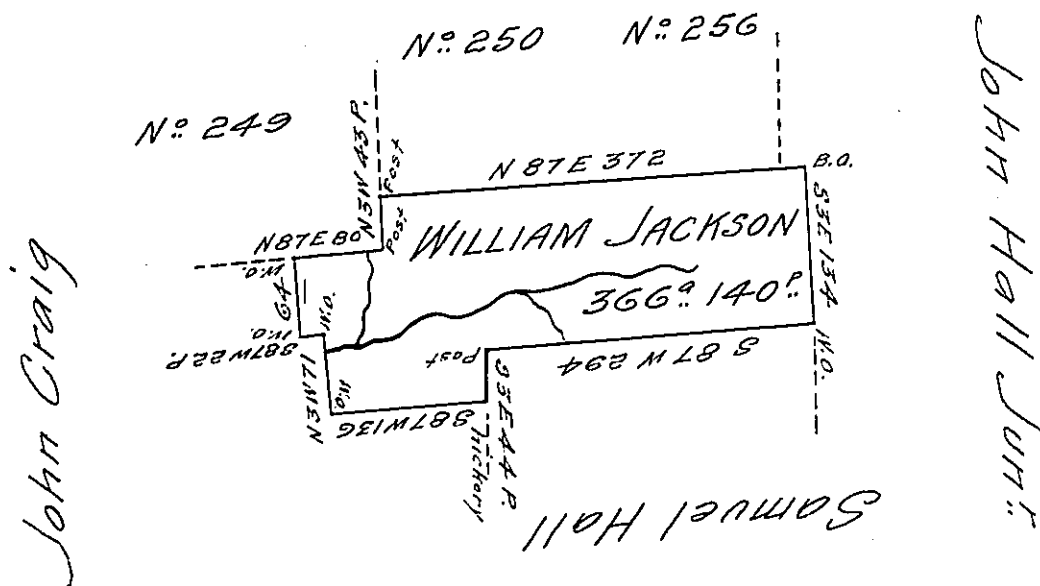 Nº 250
Nº 256
Nº 249
N 87 E 372
B.O.
N3W 43 P.
Post
Post
N87E 80
WILLIAM JACKSON
366ᵃ 140ᵖ
S3E 134
W.O.
W.O.
64
W.O.
W.O.
S87W22P.
W.O.
S87W136
Post
S 87 W 294
S3E44P.
Hickory
John Craig
John Hall Junʳ
Samuel Hall